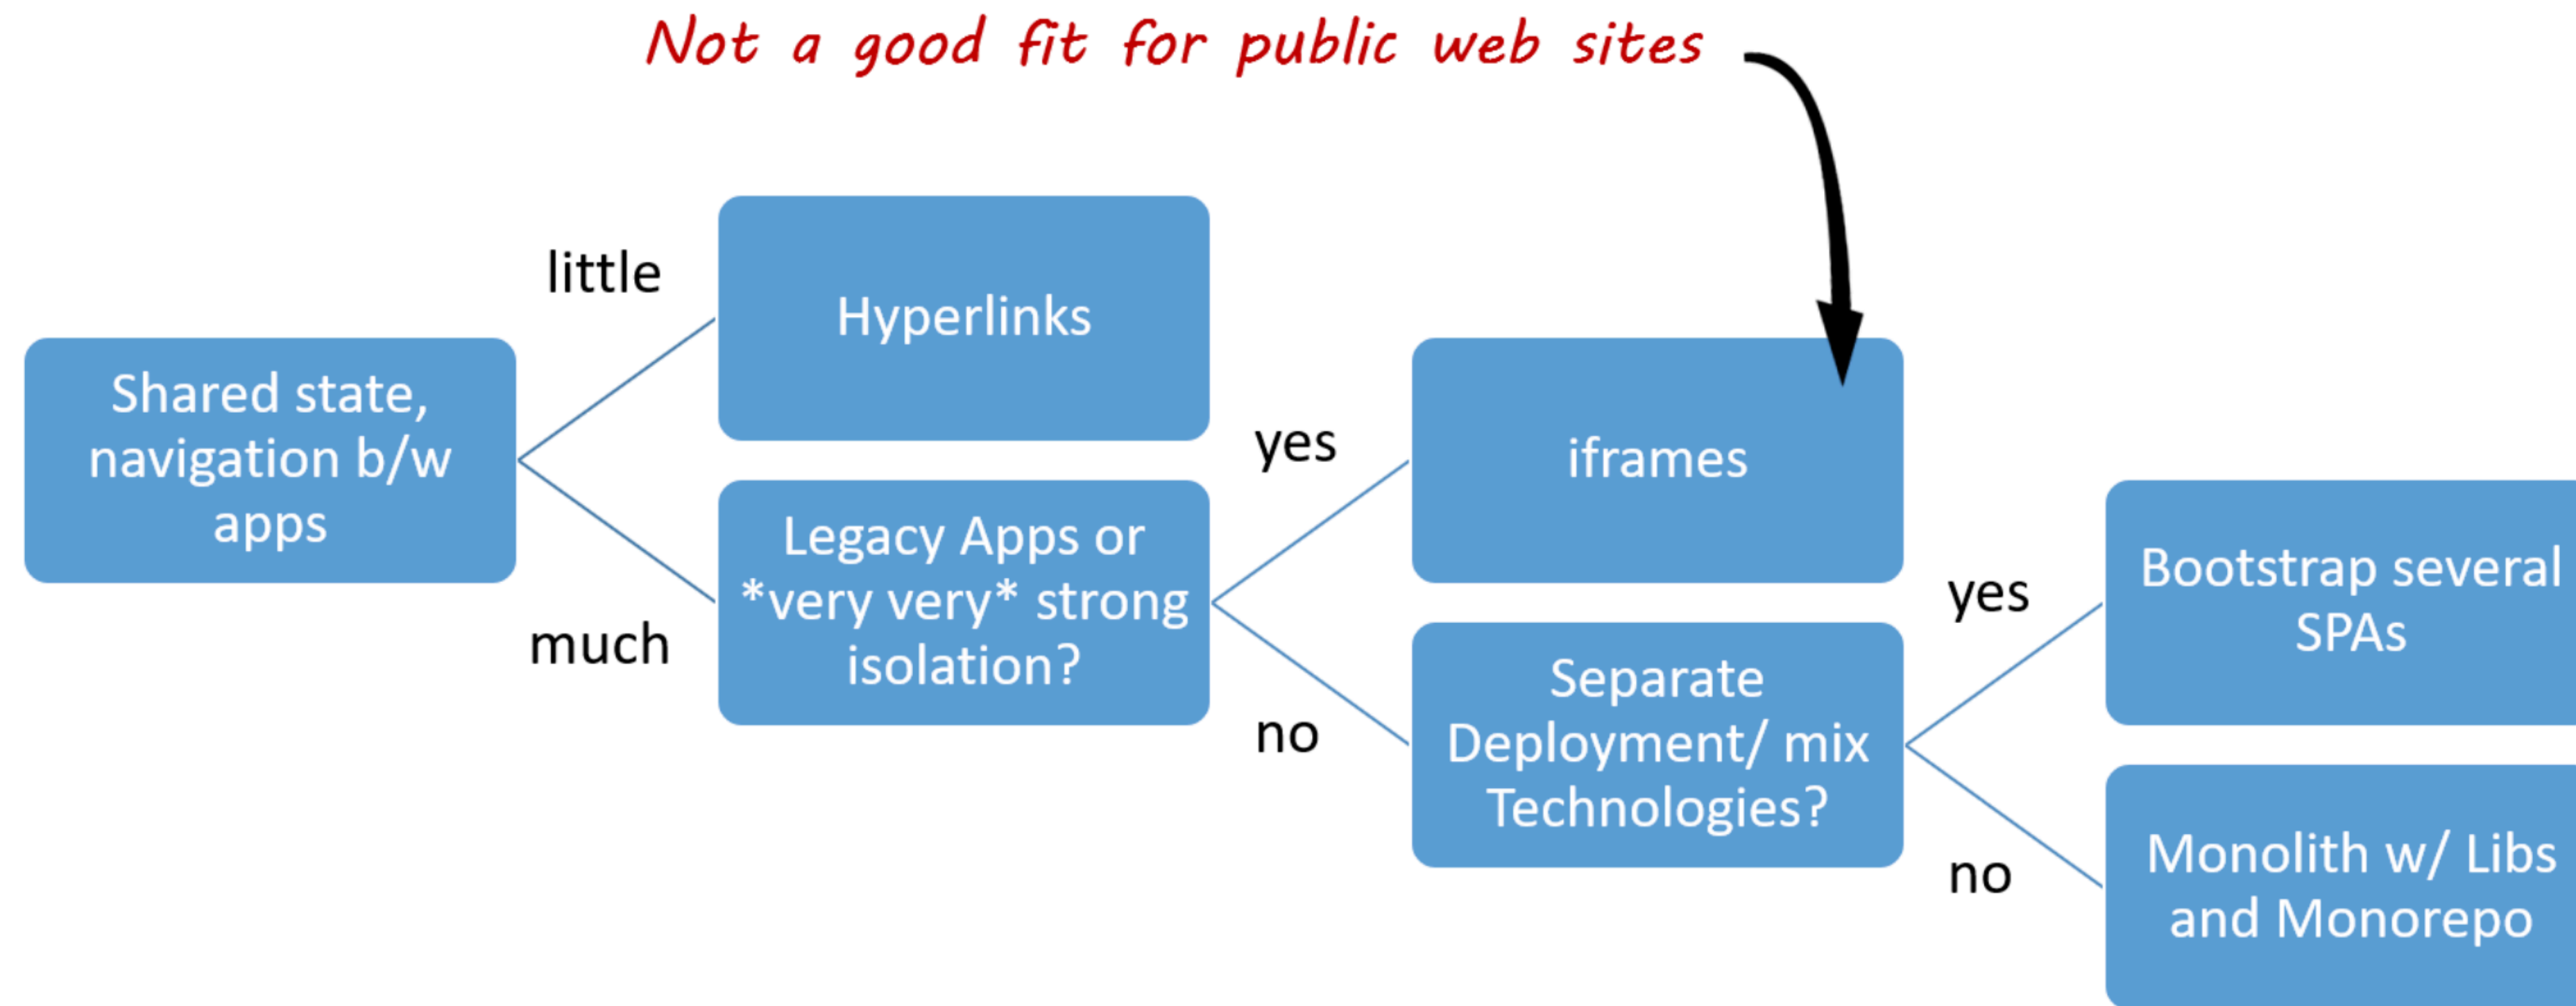 Not a good fit for public web sites
little
Hyperlinks
Shared state,
navigation b/w
apps
much
Legacy Apps or
*very very* strong
isolation?
yes
iframes
no
Separate
Deployment/ mix
Technologies?
yes
Bootstrap several
SPAs
no
Monolith w/ Libs
and Monorepo